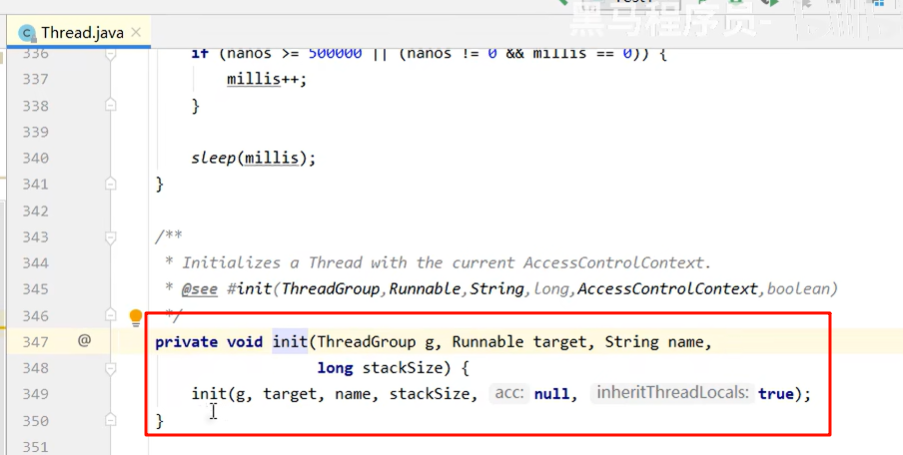 黑马程序员-
Thread.java
336 if (nanos >= 500000 || (nanos != 0 && millis == 0)) {
337 millis++;
338 }
339
340 sleep(millis);
341 }
342
343 /**
344 * Initializes a Thread with the current AccessControlContext.
345 * @see #init(ThreadGroup,Runnable,String,long,AccessControlContext,boolean)
346 */
347 @ private void init(ThreadGroup g, Runnable target, String name,
348 long stackSize) {
349 init(g, target, name, stackSize, acc: null, inheritThreadLocals: true);
350 }
351